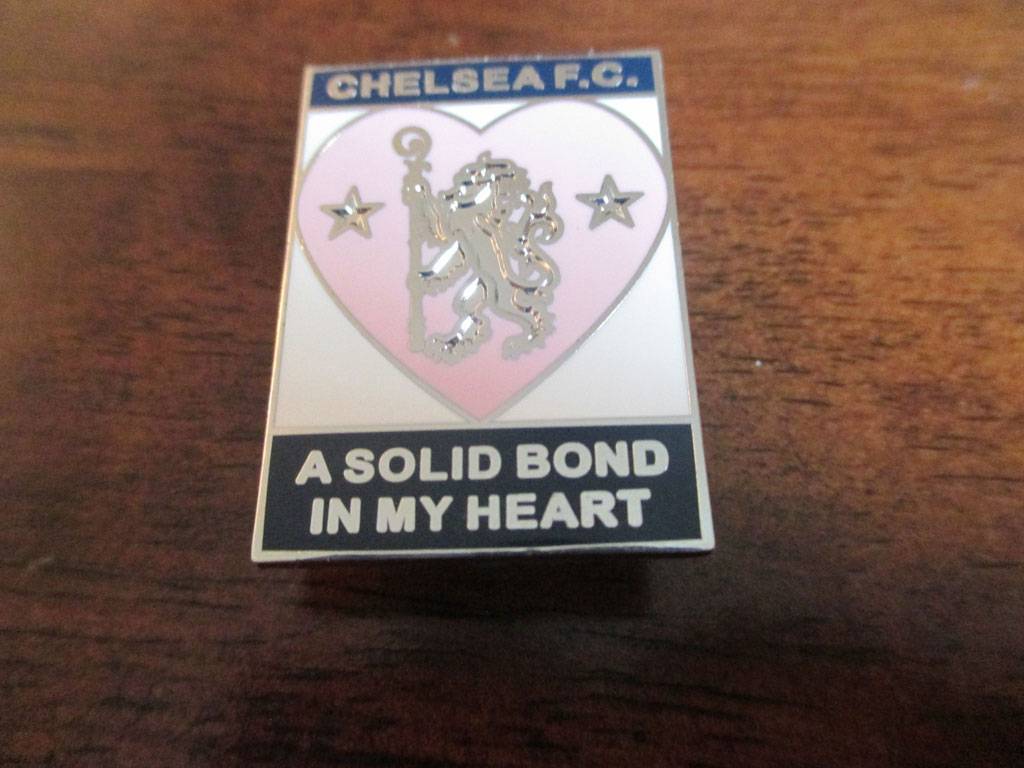 CHELSEA F.C.
A SOLID BOND
IN MY HEART